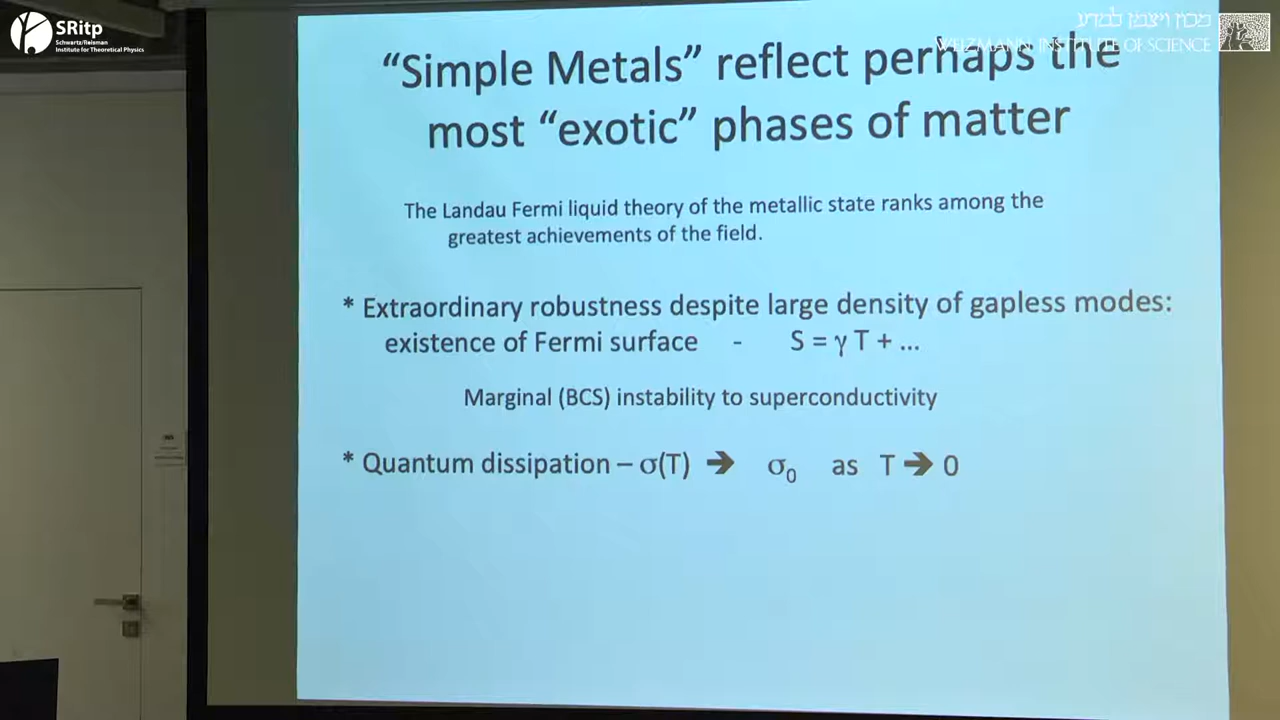 SRitp
Schwartz/Reisman
Institute for Theoretical Physics
מכון ויצמן למדע
WEIZMANN INSTITUTE OF SCIENCE
“Simple Metals” reflect perhaps the
most “exotic” phases of matter
The Landau Fermi liquid theory of the metallic state ranks among the
greatest achievements of the field.
* Extraordinary robustness despite large density of gapless modes:
existence of Fermi surface - S = γ T + ...
Marginal (BCS) instability to superconductivity
* Quantum dissipation – σ(T) ➔ σ₀ as T ➔ 0